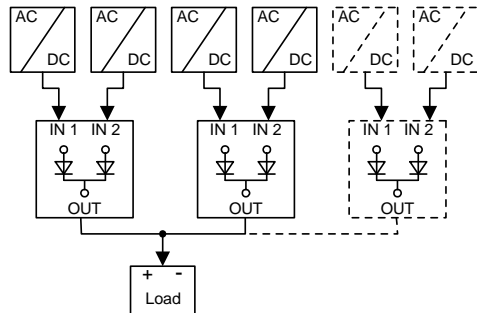 AC AC AC AC AC AC
DC DC DC DC DC DC
IN 1 IN 2 IN 1 IN 2 IN 1 IN 2
OUT OUT OUT
+ -
Load